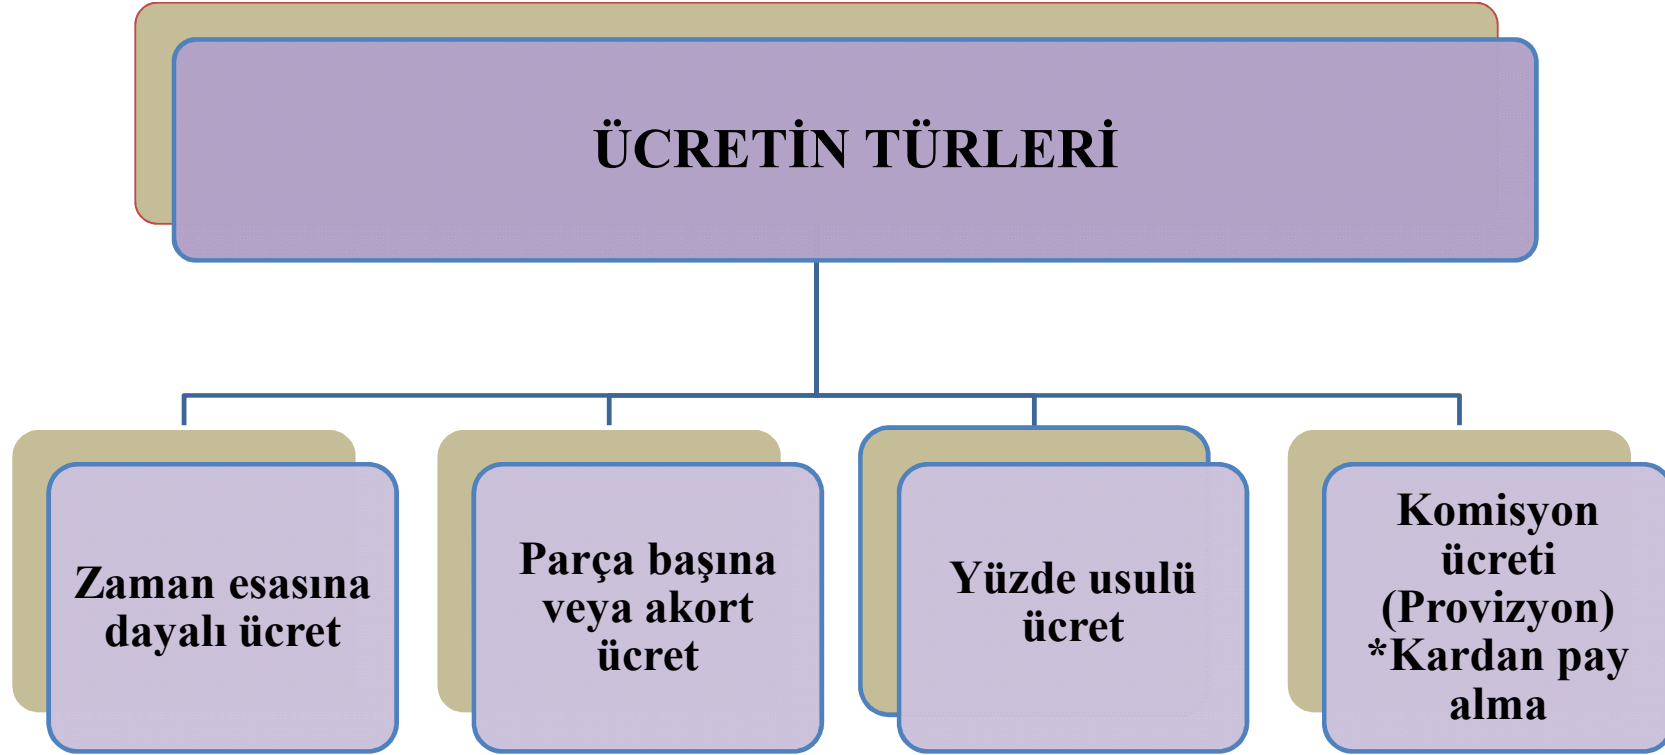 ÜCRETİN TÜRLERİ
Zaman esasına
dayalı ücret
Parça başına
veya akort
ücret
Yüzde usulü
ücret
Komisyon
ücreti
(Provizyon)
*Kardan pay
alma